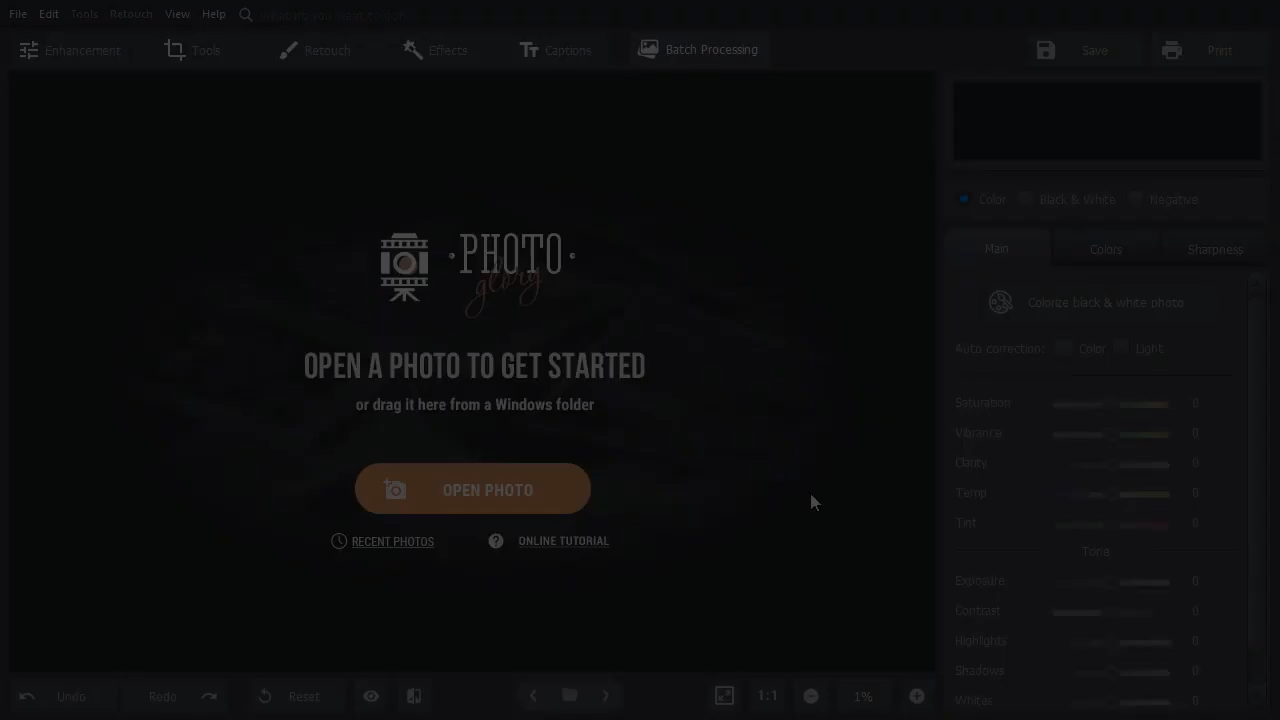 File Edit Tools Retouch View Help
Enhancement Tools Retouch Effects Captions Batch Processing Save Print
Color Black & White Negative
Main Colors Sharpness
·PHOTO·
glory
Colorize black & white photo
Auto correction: Color Light
OPEN A PHOTO TO GET STARTED
or drag it here from a Windows folder
Saturation 0
Vibrance 0
Clarity 0
Temp 0
Tint 0
OPEN PHOTO
RECENT PHOTOS ONLINE TUTORIAL
Tone
Exposure 0
Contrast 0
Highlights 0
Shadows 0
Whites 0
Undo Redo Reset 1:1 1%